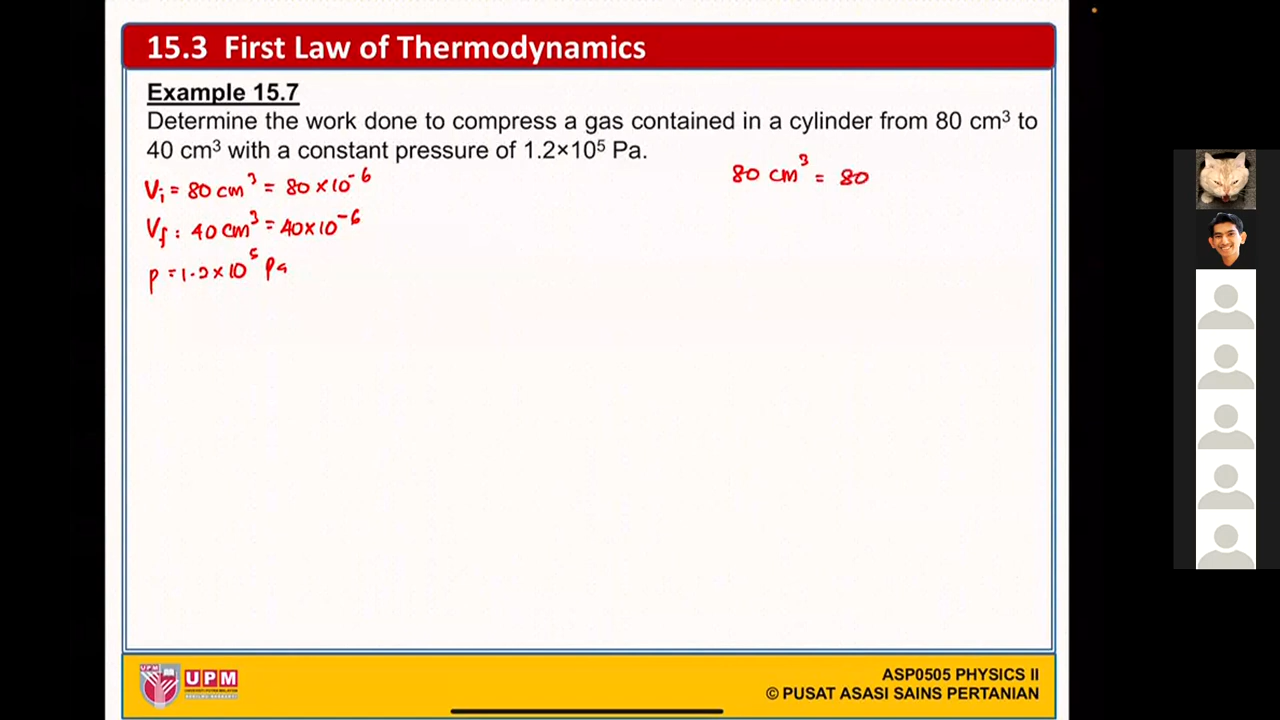 15.3 First Law of Thermodynamics
Example 15.7
Determine the work done to compress a gas contained in a cylinder from 80 cm³ to
40 cm³ with a constant pressure of 1.2×10⁵ Pa.
80 cm³ = 80
Vi = 80 cm³ = 80 × 10⁻⁶
Vf : 40 cm³ = 40 × 10⁻⁶
P = 1.2 × 10⁵ Pa
UPM
UPM
ASP0505 PHYSICS II
© PUSAT ASASI SAINS PERTANIAN